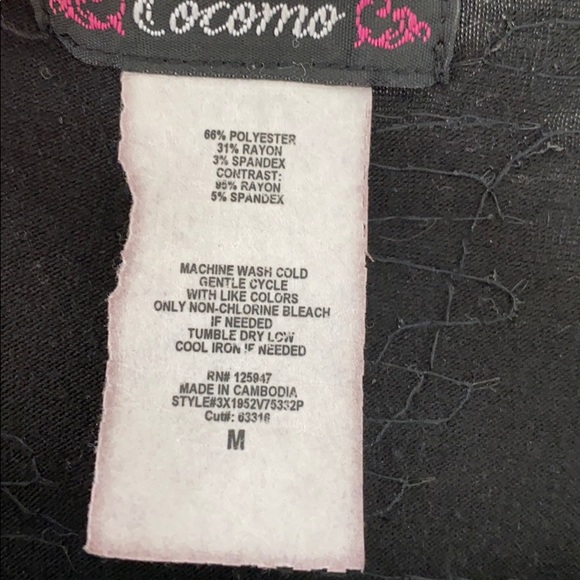 Cocomo
66% POLYESTER
31% RAYON
3% SPANDEX
CONTRAST:
95% RAYON
5% SPANDEX
MACHINE WASH COLD
GENTLE CYCLE
WITH LIKE COLORS
ONLY NON-CHLORINE BLEACH
IF NEEDED
TUMBLE DRY LOW
COOL IRON IF NEEDED
RN# 125947
MADE IN CAMBODIA
STYLE#3X1952V75332P
Cut#: 63316
M